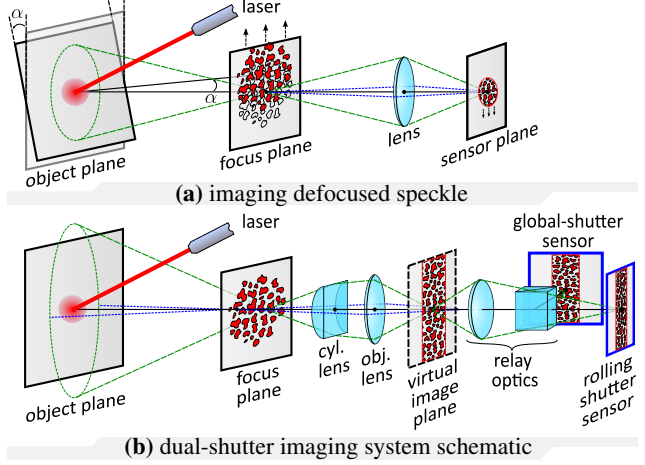 α
laser
α
lens
object plane
focus plane
sensor plane
(a) imaging defocused speckle
laser
global-shutter
sensor
cyl.
lens
obj.
lens
virtual
image
plane
relay
optics
rolling
shutter
sensor
focus
plane
object plane
(b) dual-shutter imaging system schematic